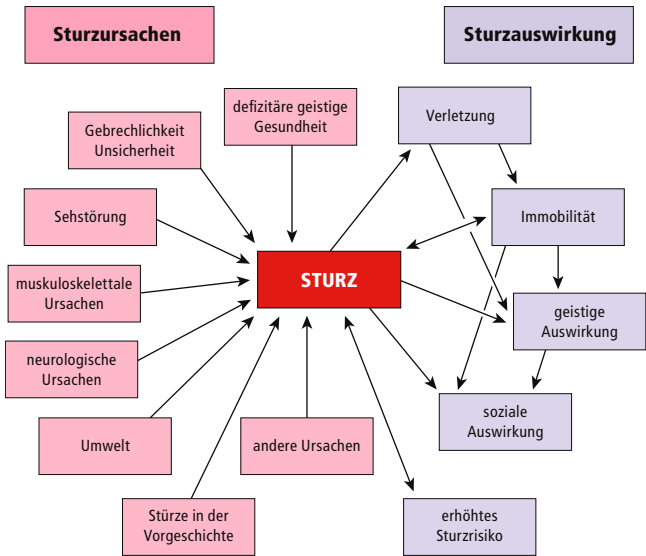 Sturzursachen
Sturzauswirkung
defizitäre geistige
Gesundheit
Verletzung
Gebrechlichkeit
Unsicherheit
Sehstörung
Immobilität
muskuloskelettale
Ursachen
STURZ
geistige
Auswirkung
neurologische
Ursachen
soziale
Auswirkung
Umwelt
andere Ursachen
Stürze in der
Vorgeschichte
erhöhtes
Sturzrisiko